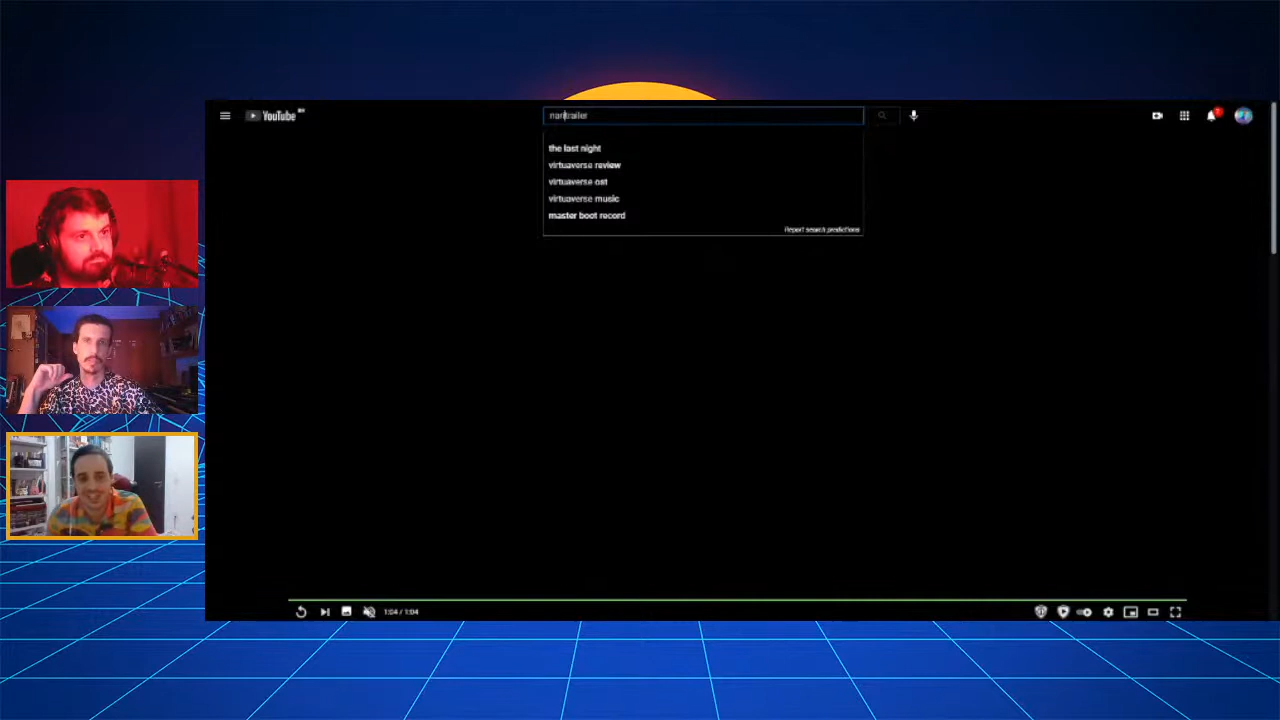 YouTube
trailer
the last night
virtuaverse review
virtuaverse ost
virtuaverse music
master boot record
Report search predictions
1:04 / 1:04